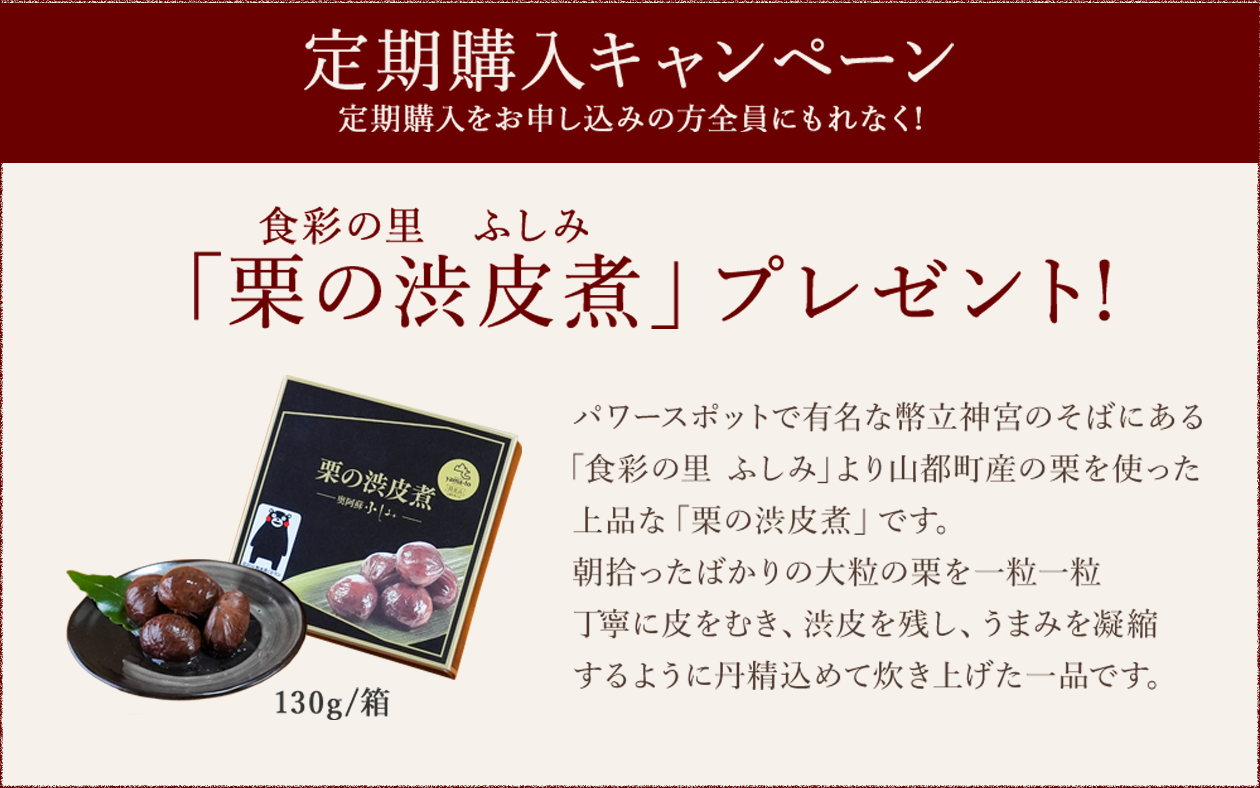 定期購入キャンペーン
定期購入をお申し込みの方全員にもれなく!
食彩の里 ふしみ
「栗の渋皮煮」プレゼント!
栗の渋皮煮
奥阿蘇 ふしみ
yama-to
パワースポットで有名な幣立神宮のそばにある
「食彩の里 ふしみ」より山都町産の栗を使った
上品な「栗の渋皮煮」です。
朝拾ったばかりの大粒の栗を一粒一粒
丁寧に皮をむき、渋皮を残し、うまみを凝縮
するように丹精込めて炊き上げた一品です。
130g/箱